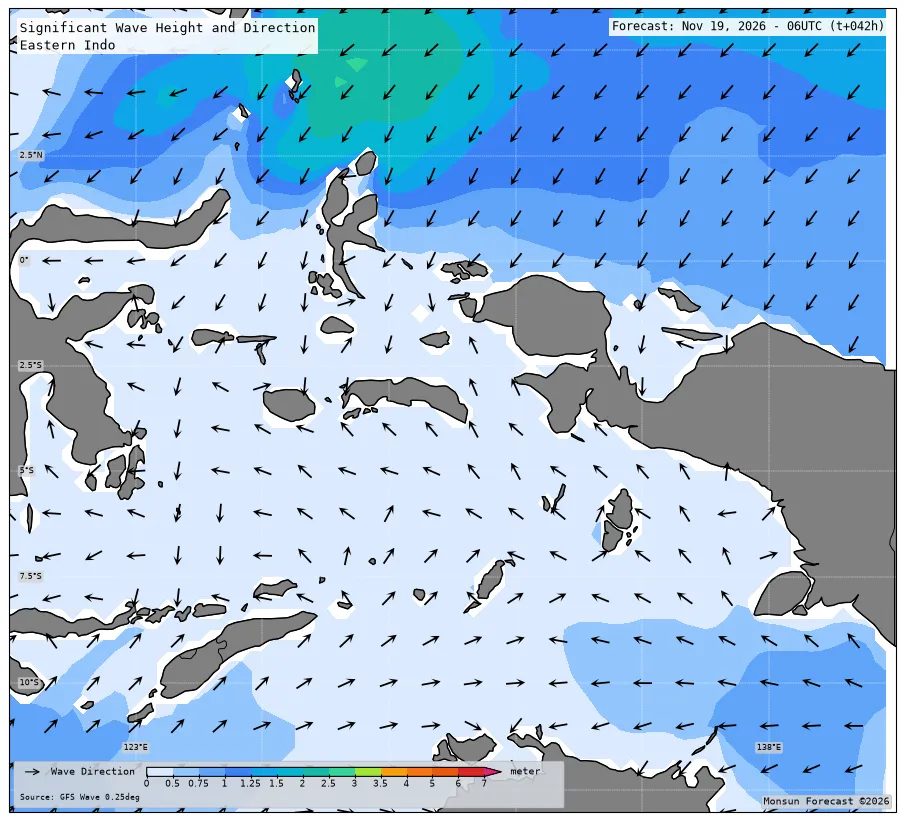 Significant Wave Height and Direction
Eastern Indo
Forecast: Nov 19, 2026 - 06UTC (t+042h)
2.5°N
0°
2.5°S
5°S
7.5°S
10°S
123°E
138°E
Wave Direction
0 0.5 0.75 1 1.25 1.5 2 2.5 3 3.5 4 5 6 7
meter
Source: GFS Wave 0.25deg
Monsun Forecast ©2026